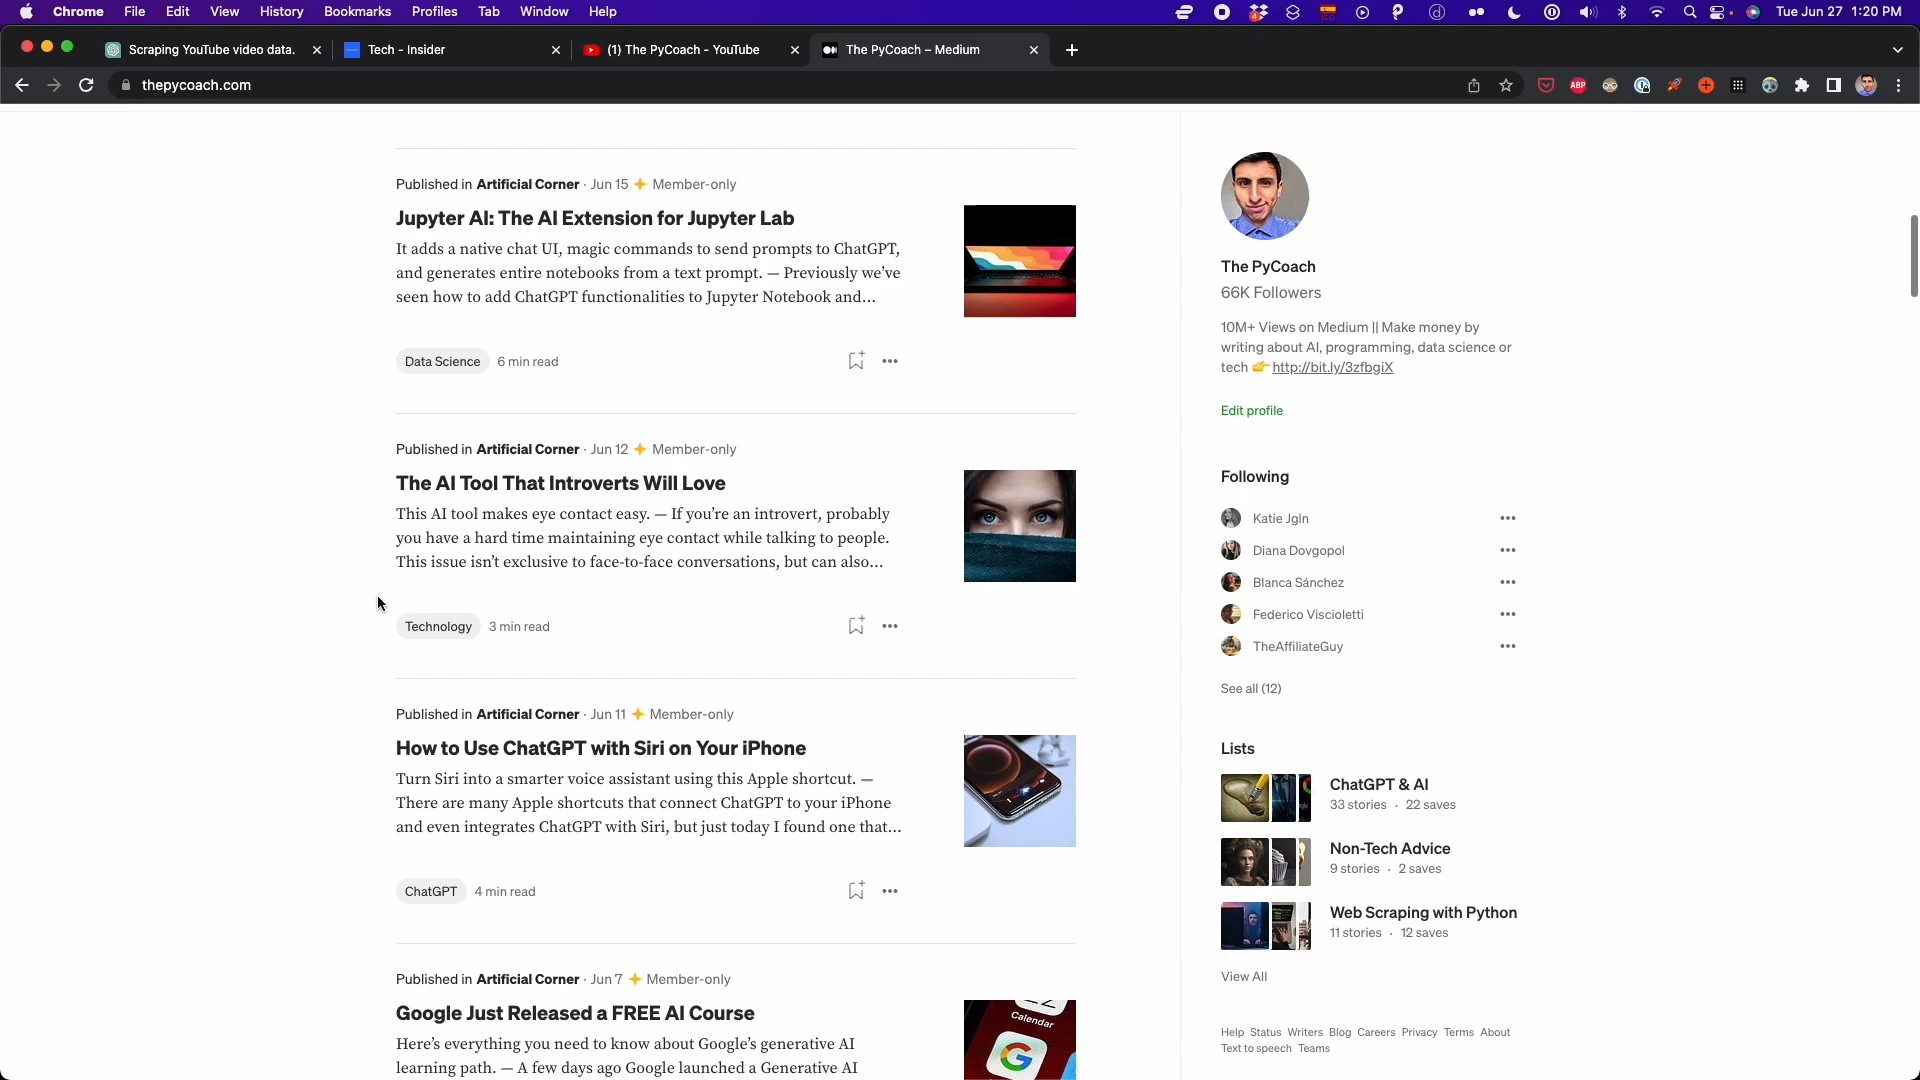 Chrome File Edit View History Bookmarks Profiles Tab Window Help
Tue Jun 27 1:20 PM
Scraping YouTube video data.
Tech - Insider
(1) The PyCoach - YouTube
The PyCoach – Medium
thepycoach.com
ABP
Published in Artificial Corner · Jun 15 Member-only
Jupyter AI: The AI Extension for Jupyter Lab
It adds a native chat UI, magic commands to send prompts to ChatGPT,
and generates entire notebooks from a text prompt. — Previously we’ve
seen how to add ChatGPT functionalities to Jupyter Notebook and…
Data Science 6 min read
Published in Artificial Corner · Jun 12 Member-only
The AI Tool That Introverts Will Love
This AI tool makes eye contact easy. — If you’re an introvert, probably
you have a hard time maintaining eye contact while talking to people.
This issue isn’t exclusive to face-to-face conversations, but can also…
Technology 3 min read
Published in Artificial Corner · Jun 11 Member-only
How to Use ChatGPT with Siri on Your iPhone
Turn Siri into a smarter voice assistant using this Apple shortcut. —
There are many Apple shortcuts that connect ChatGPT to your iPhone
and even integrates ChatGPT with Siri, but just today I found one that…
ChatGPT 4 min read
Published in Artificial Corner · Jun 7 Member-only
Google Just Released a FREE AI Course
Here’s everything you need to know about Google’s generative AI
learning path. — A few days ago Google launched a Generative AI
Calendar
The PyCoach
66K Followers
10M+ Views on Medium || Make money by
writing about AI, programming, data science or
tech 👉 http://bit.ly/3zfbgiX
Edit profile
Following
Katie Jgln
Diana Dovgopol
Blanca Sánchez
Federico Viscioletti
TheAffiliateGuy
See all (12)
Lists
ChatGPT & AI
33 stories · 22 saves
Non-Tech Advice
9 stories · 2 saves
Web Scraping with Python
11 stories · 12 saves
View All
Help Status Writers Blog Careers Privacy Terms About
Text to speech Teams